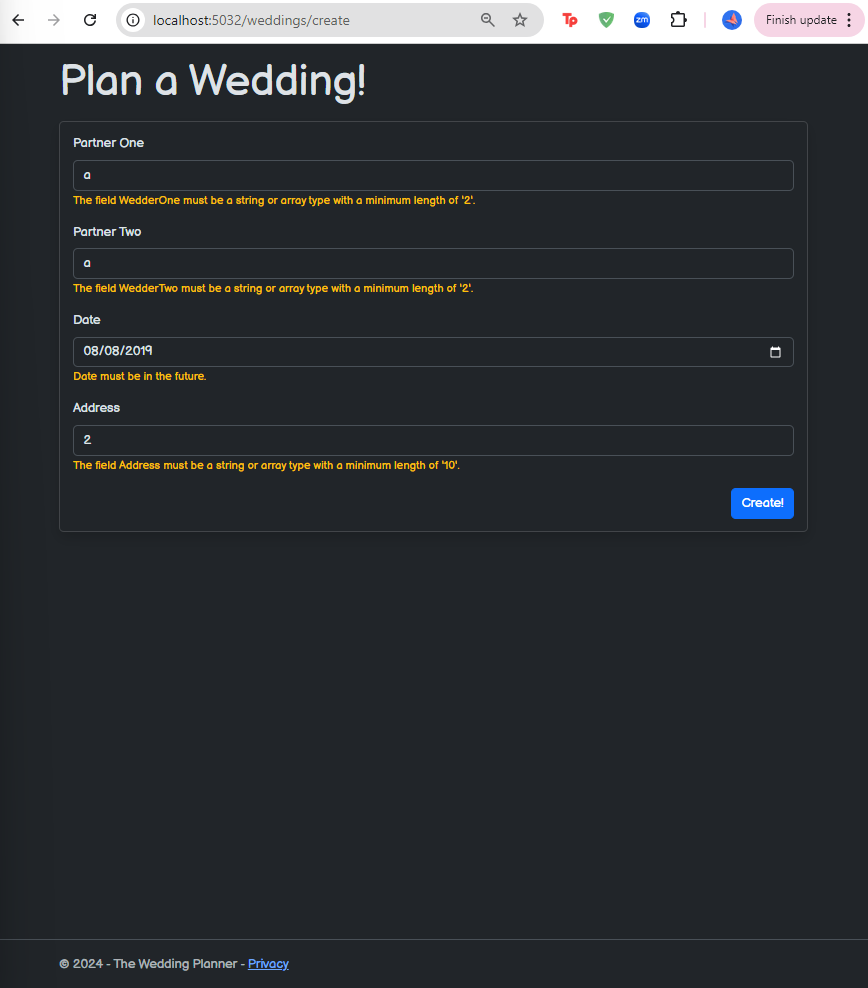 localhost:5032/weddings/create
Tp
zm
Finish update
Plan a Wedding!
Partner One
a
The field WedderOne must be a string or array type with a minimum length of '2'.
Partner Two
a
The field WedderTwo must be a string or array type with a minimum length of '2'.
Date
08/08/2019
Date must be in the future.
Address
2
The field Address must be a string or array type with a minimum length of '10'.
Create!
© 2024 - The Wedding Planner - Privacy